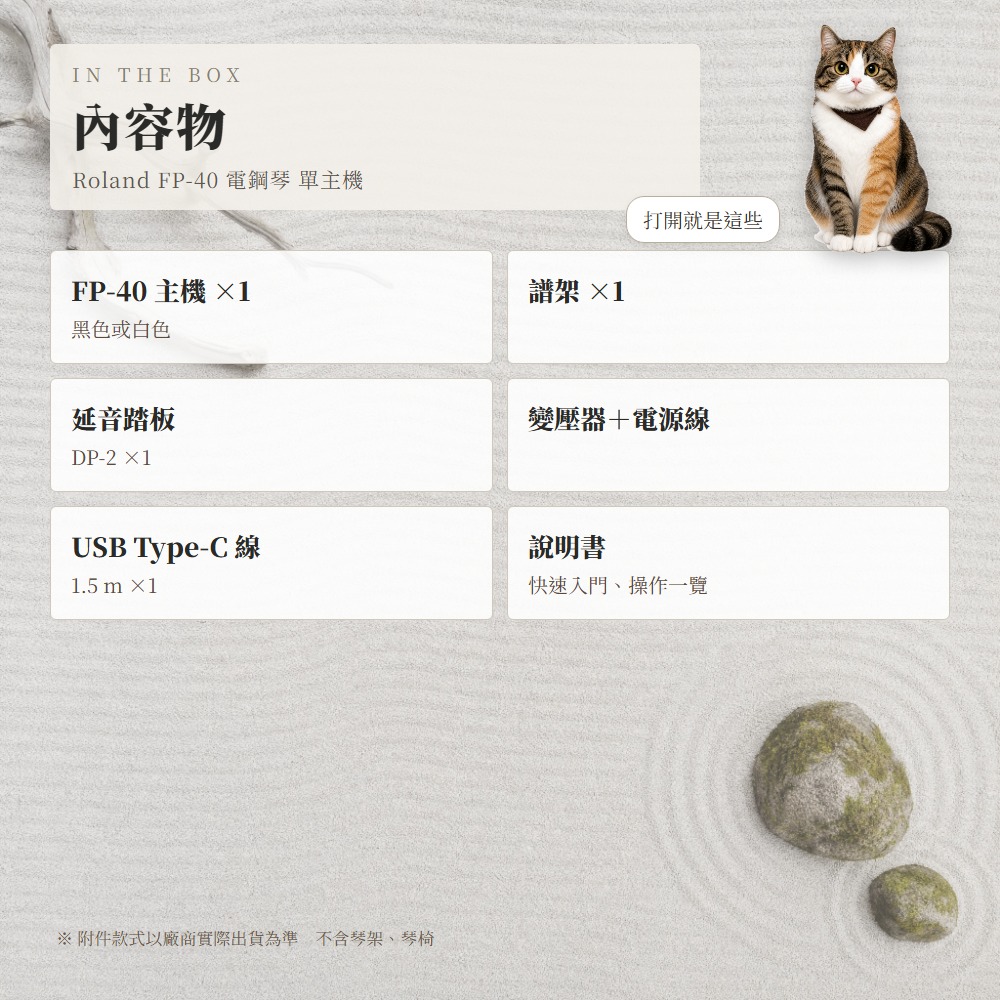 IN THE BOX
內容物
Roland FP-40 電鋼琴 單主機
打開就是這些
FP-40 主機 ×1
黑色或白色
譜架 ×1
延音踏板
DP-2 ×1
變壓器＋電源線
USB Type-C 線
1.5 m ×1
說明書
快速入門、操作一覽
※ 附件款式以廠商實際出貨為準　不含琴架、琴椅